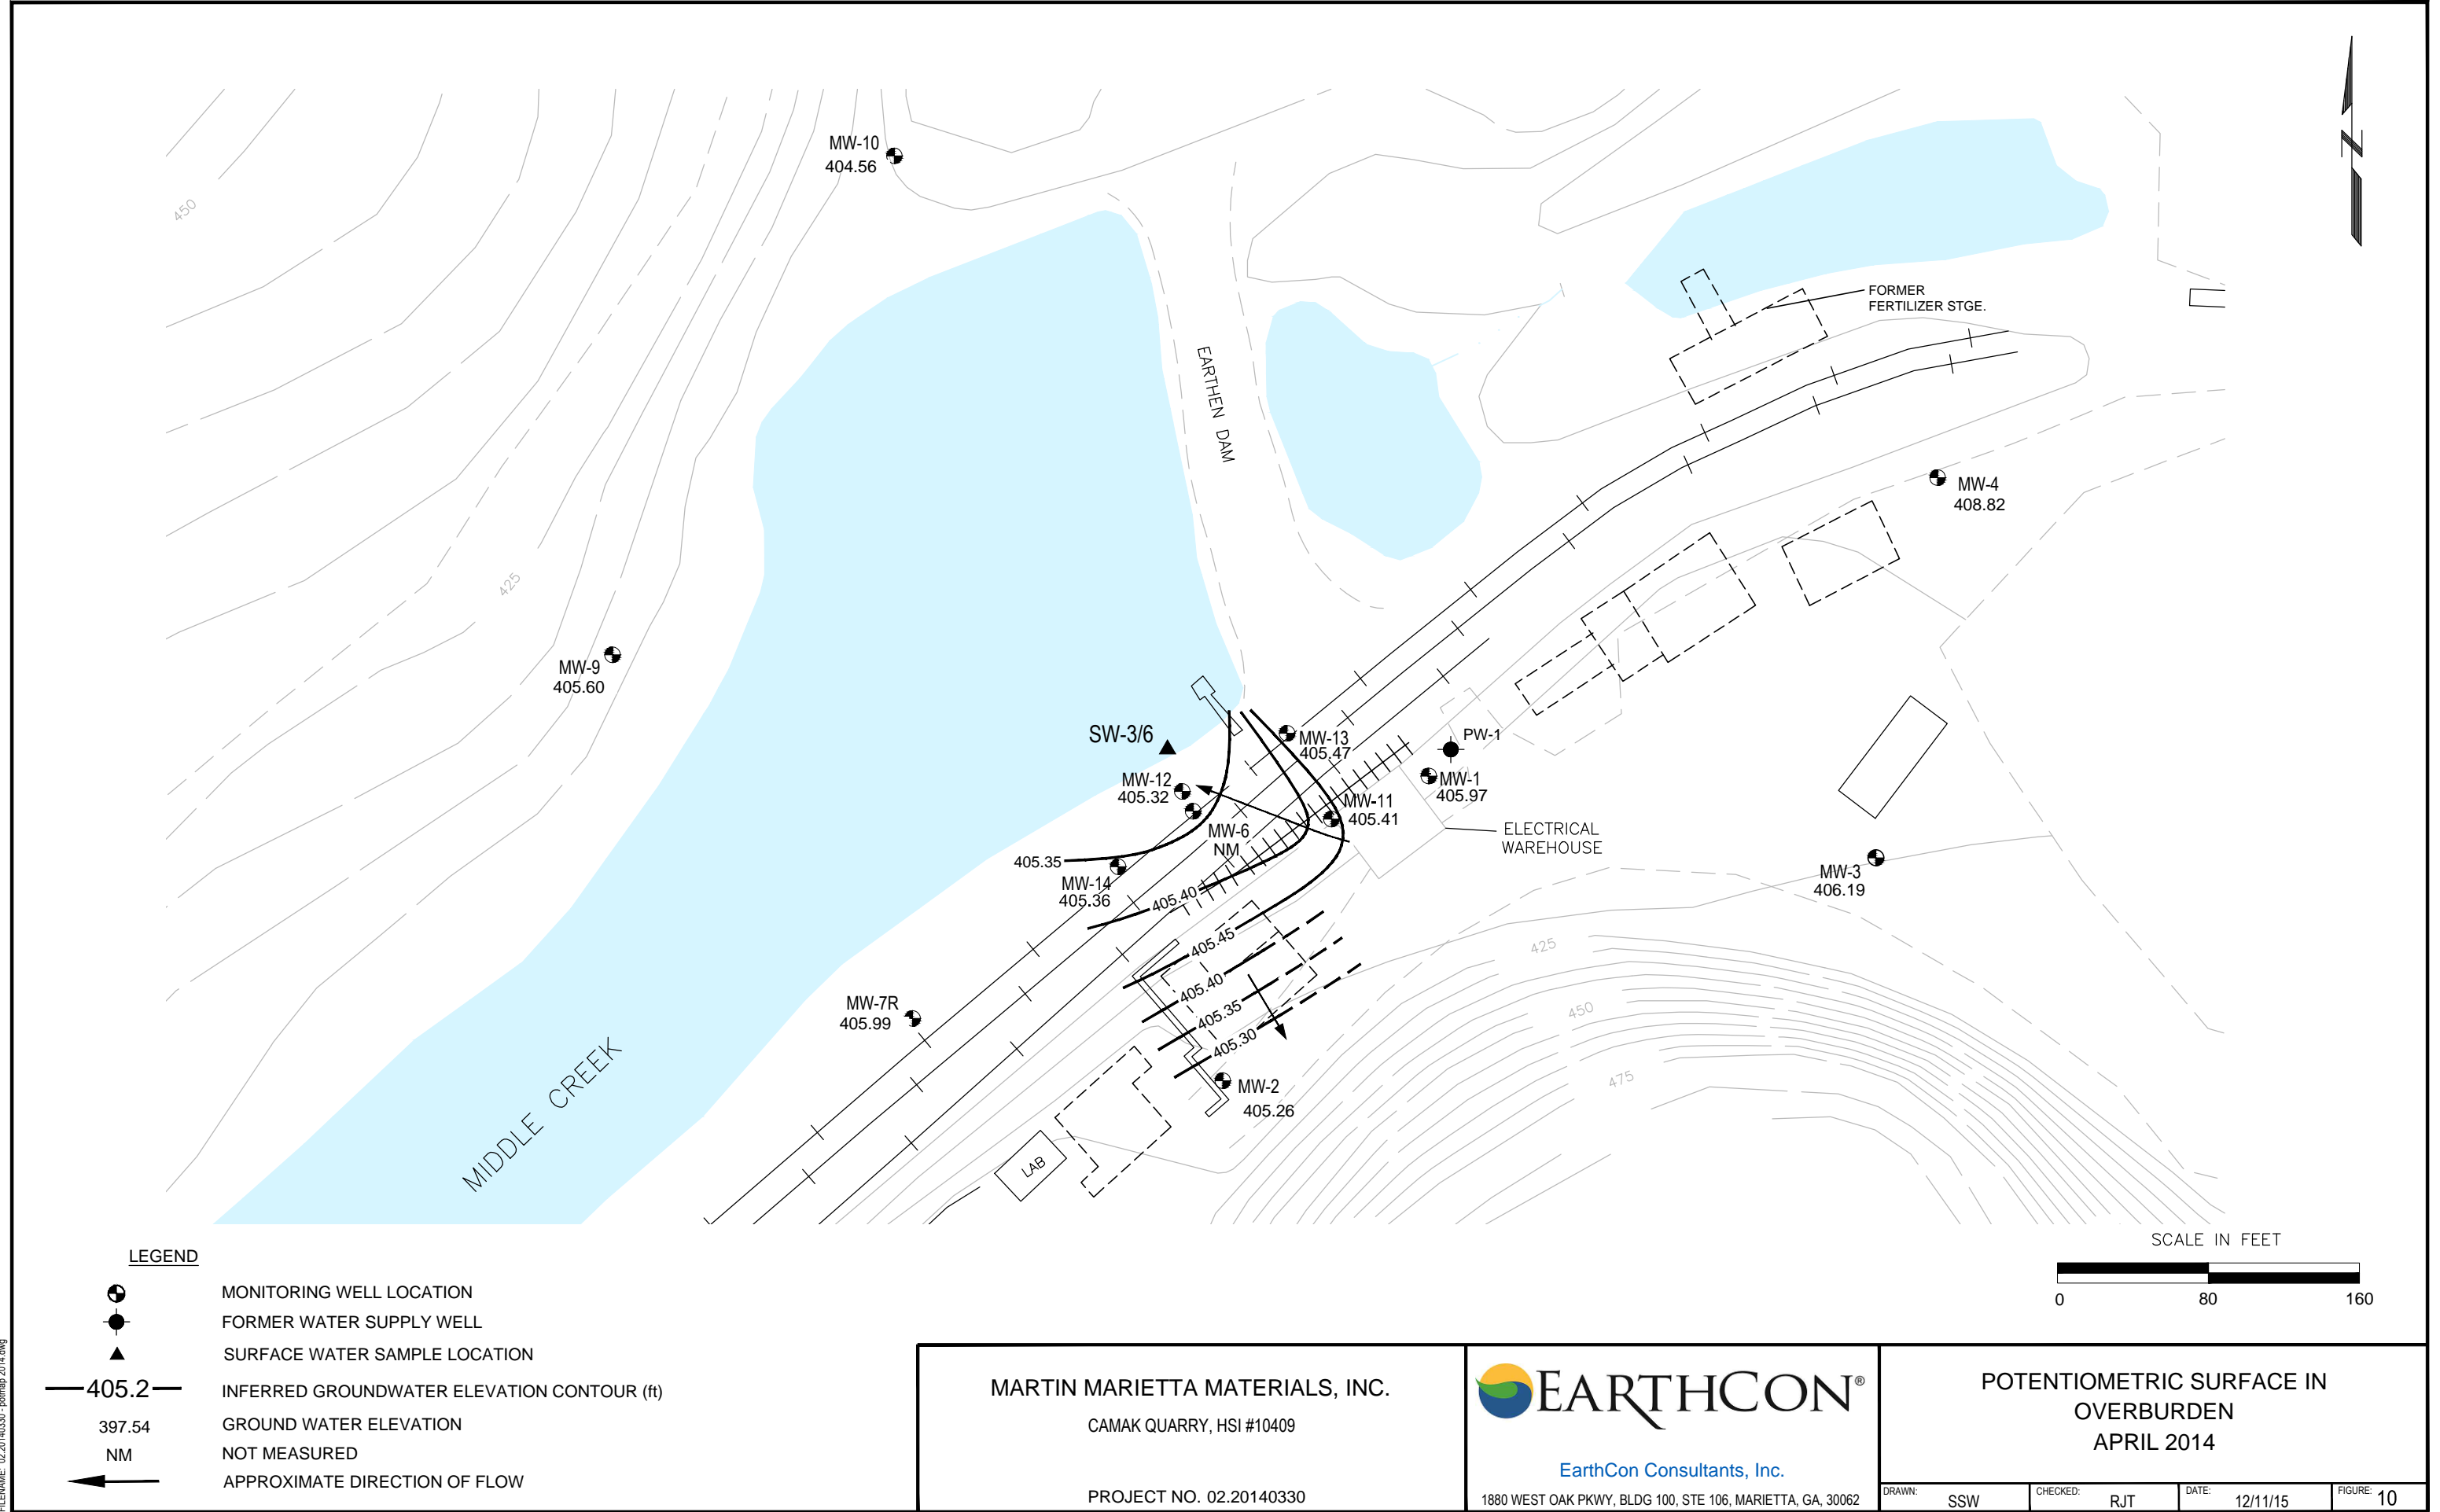 MW-10
404.56
450
FORMER
FERTILIZER STGE.
EARTHEN DAM
MW-4
408.82
425
MW-9
405.60
SW-3/6
MW-13
405.47
PW-1
MW-12
405.32
MW-1
405.97
MW-11
405.41
MW-6
NM
ELECTRICAL
WAREHOUSE
405.35
MW-14
405.36
405.40
MW-3
406.19
405.45
425
405.40
405.35
450
405.30
MW-7R
405.99
475
MW-2
405.26
MIDDLE CREEK
LAB
N
SCALE IN FEET
0 80 160
LEGEND
MONITORING WELL LOCATION
FORMER WATER SUPPLY WELL
SURFACE WATER SAMPLE LOCATION
405.2 INFERRED GROUNDWATER ELEVATION CONTOUR (ft)
397.54 GROUND WATER ELEVATION
NM NOT MEASURED
APPROXIMATE DIRECTION OF FLOW
FILENAME: 02.20140330 - potmap 2014.dwg
MARTIN MARIETTA MATERIALS, INC.
CAMAK QUARRY, HSI #10409
PROJECT NO. 02.20140330
EARTHCON®
EarthCon Consultants, Inc.
1880 WEST OAK PKWY, BLDG 100, STE 106, MARIETTA, GA, 30062
POTENTIOMETRIC SURFACE IN
OVERBURDEN
APRIL 2014
DRAWN: SSW
CHECKED: RJT
DATE: 12/11/15
FIGURE: 10